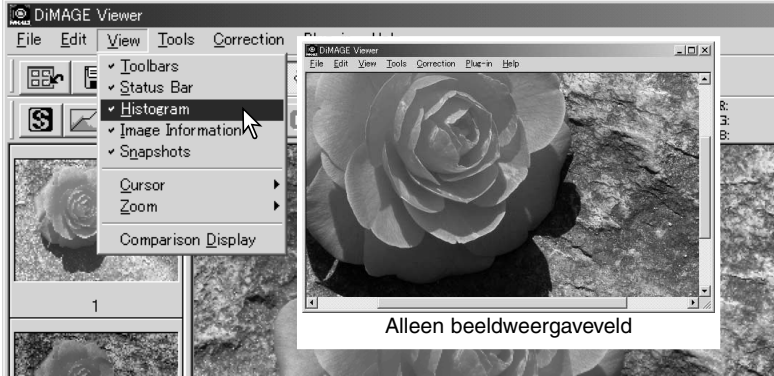 DiMAGE Viewer
File Edit View Tools Correction
Toolbars
Status Bar
Histogram
Image Information
Snapshots
Cursor
Zoom
Comparison Display
DiMAGE Viewer
File Edit View Tools Correction Plug-in Help
Alleen beeldweergaveveld
R:
G:
B:
1